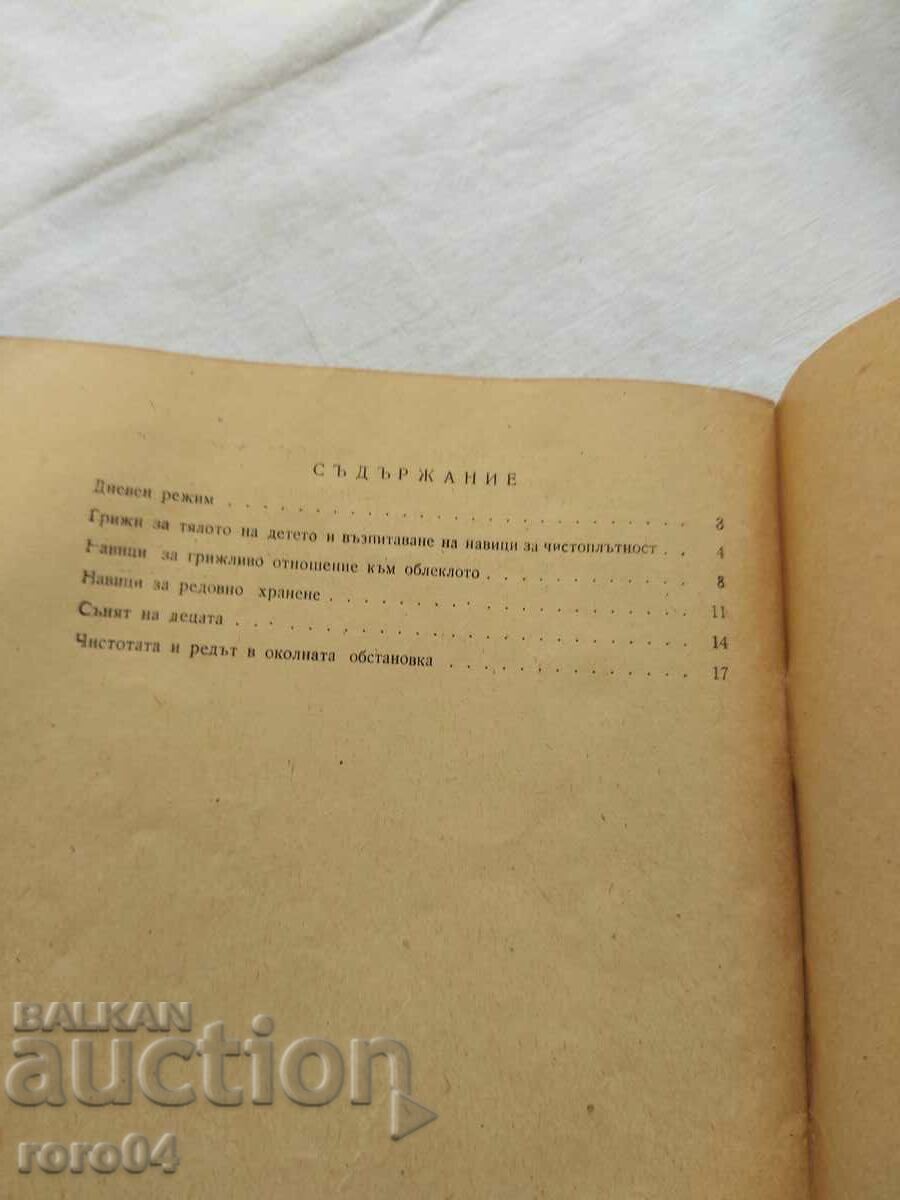 СЪДЪРЖАНИЕ
Дневен режим . . . . . . . . . . . . . . . . . . . . . . 3
Грижи за тялото на детето и възпитаване на навици за чистоплътност . . 4
Навици за грижливо отношение към облеклото . . . . . . . . . . 8
Навици за редовно хранене . . . . . . . . . . . . . . . . . . 11
Сънят на децата . . . . . . . . . . . . . . . . . . . . . . 14
Чистотата и редът в околната обстановка . . . . . . . . . . . . 17
BALKAN
auction
roro04